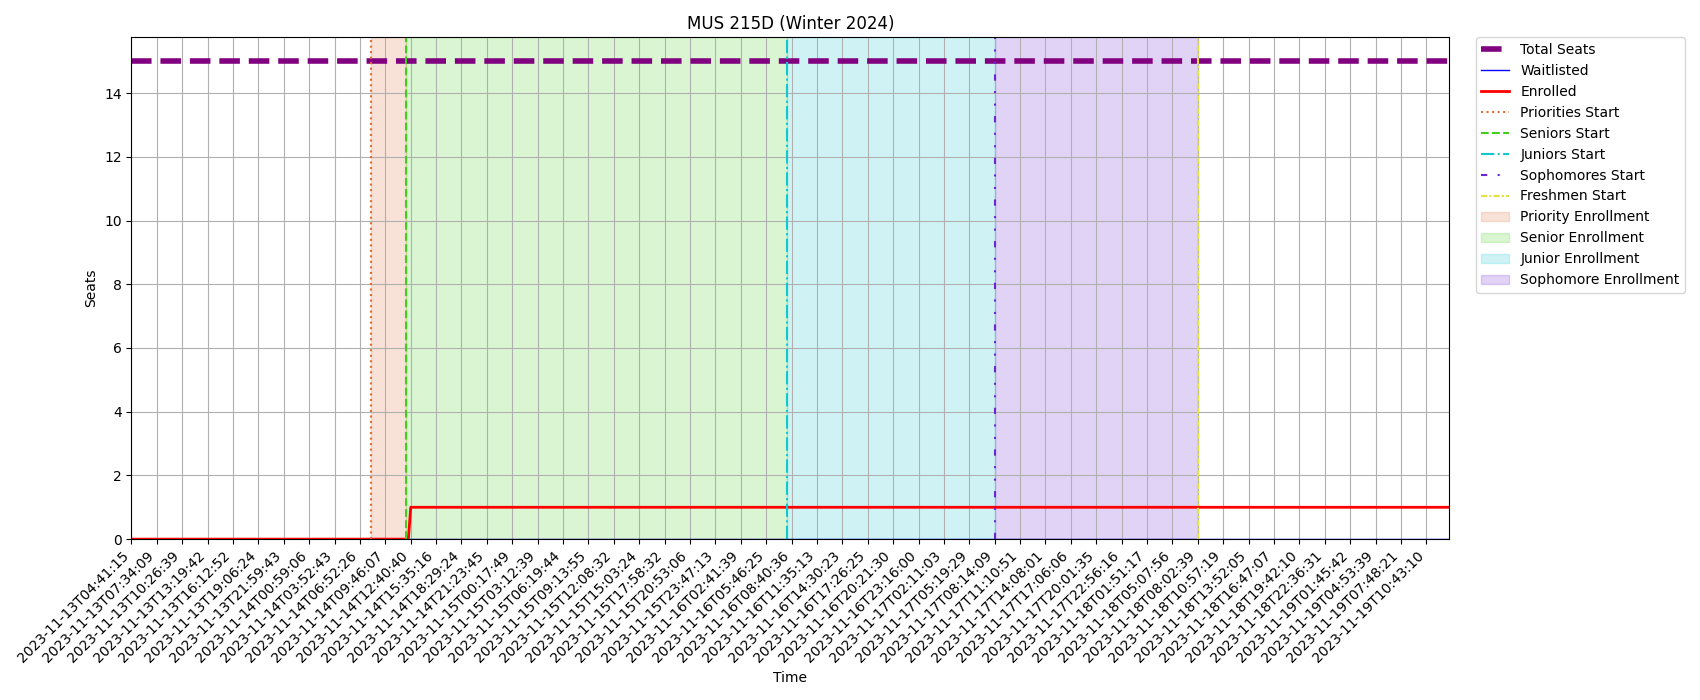 MUS 215D (Winter 2024)
Seats
14
12
10
8
6
4
2
0
2023-11-13T04:41:15
2023-11-13T07:34:09
2023-11-13T10:26:39
2023-11-13T13:19:42
2023-11-13T16:12:52
2023-11-13T19:06:24
2023-11-13T21:59:43
2023-11-14T00:59:06
2023-11-14T03:52:43
2023-11-14T06:52:26
2023-11-14T09:46:07
2023-11-14T12:40:40
2023-11-14T15:35:16
2023-11-14T18:29:24
2023-11-14T21:23:45
2023-11-15T00:17:49
2023-11-15T03:12:39
2023-11-15T06:19:44
2023-11-15T09:13:55
2023-11-15T12:08:32
2023-11-15T15:03:24
2023-11-15T17:58:32
2023-11-15T20:53:06
2023-11-15T23:47:13
2023-11-16T02:41:39
2023-11-16T05:46:25
2023-11-16T08:40:36
2023-11-16T11:35:13
2023-11-16T14:30:23
2023-11-16T17:26:25
2023-11-16T20:21:30
2023-11-16T23:16:00
2023-11-17T02:11:03
2023-11-17T05:19:29
2023-11-17T08:14:09
2023-11-17T11:10:51
2023-11-17T14:08:01
2023-11-17T17:06:06
2023-11-17T20:01:35
2023-11-17T22:56:16
2023-11-18T01:51:17
2023-11-18T05:07:56
2023-11-18T08:02:39
2023-11-18T10:57:19
2023-11-18T13:52:05
2023-11-18T16:47:07
2023-11-18T19:42:10
2023-11-18T22:36:31
2023-11-19T01:45:42
2023-11-19T04:53:39
2023-11-19T07:48:21
2023-11-19T10:43:10
Time
Total Seats
Waitlisted
Enrolled
Priorities Start
Seniors Start
Juniors Start
Sophomores Start
Freshmen Start
Priority Enrollment
Senior Enrollment
Junior Enrollment
Sophomore Enrollment